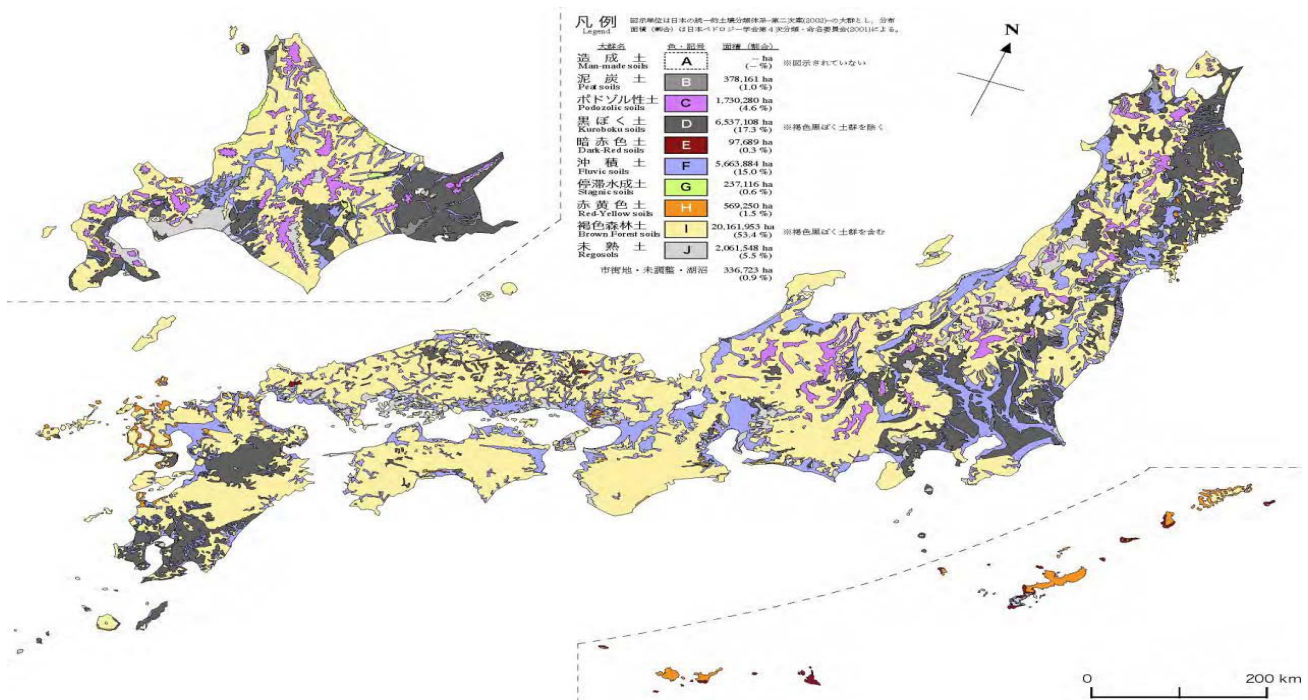 凡例 図示単位は日本の統一的土壌分類体系-第二次案(2002)-の大群とし、分布
Legend 面積(割合)は日本ペドロジー学会第4次分類・命名委員会(2001)による。
大群名 色・記号 面積(割合)
造成土 A – ha ※図示されていない
Man-made soils (– %)
泥炭土 B 378,161 ha
Peat soils (1.0 %)
ポドゾル性土 C 1,730,280 ha
Podozolic soils (4.6 %)
黒ぼく土 D 6,537,108 ha ※褐色黒ぼく土群を除く
Kuroboku soils (17.3 %)
暗赤色土 E 97,689 ha
Dark-Red soils (0.3 %)
沖積土 F 5,663,884 ha
Fluvic soils (15.0 %)
停滞水成土 G 237,116 ha
Stagnic soils (0.6 %)
赤黄色土 H 569,250 ha
Red-Yellow soils (1.5 %)
褐色森林土 I 20,161,953 ha ※褐色黒ぼく土群を含む
Brown Forest soils (53.4 %)
未熟土 J 2,061,548 ha
Regosols (5.5 %)
市街地・未調整・湖沼 336,723 ha
(0.9 %)
N
0 200 km